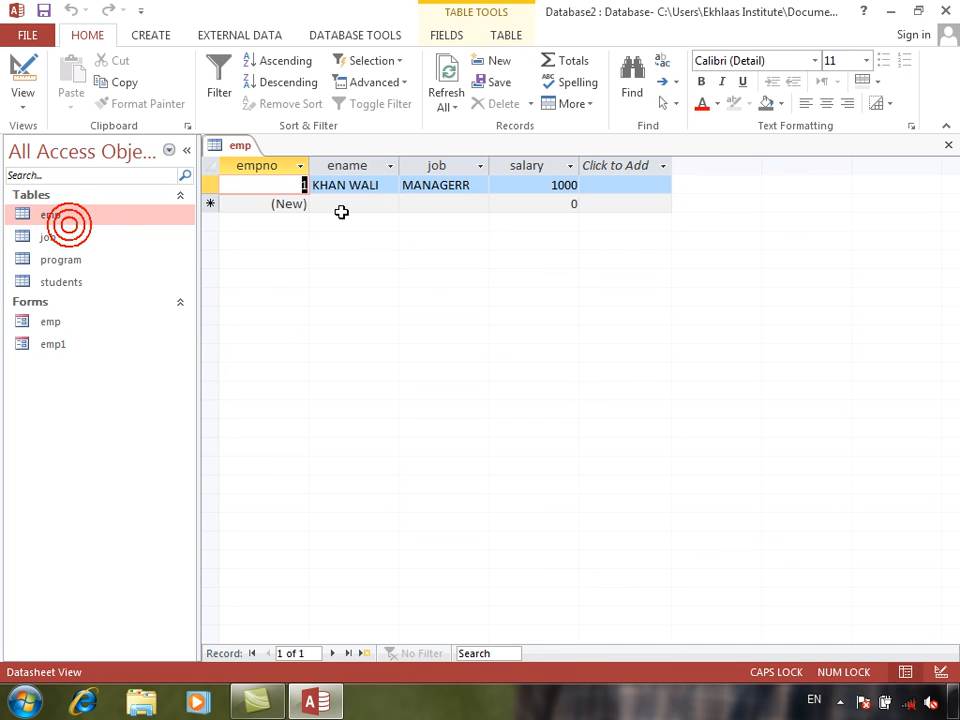 TABLE TOOLS
Database2 : Database- C:\Users\Ekhlaas Institute\Docume...
FILE HOME CREATE EXTERNAL DATA DATABASE TOOLS FIELDS TABLE Sign in
View
Views
Paste
Cut
Copy
Format Painter
Clipboard
Filter
Ascending
Descending
Remove Sort
Selection
Advanced
Toggle Filter
Sort & Filter
Refresh
All
New
Save
Delete
Totals
Spelling
More
Records
Find
Find
Calibri (Detail) 11
B I U
A
Text Formatting
All Access Obje...
Search...
Tables
emp
job
program
students
Forms
emp
emp1
emp
empno ename job salary Click to Add
1 KHAN WALI MANAGERR 1000
(New) 0
Record: 1 of 1 No Filter Search
Datasheet View CAPS LOCK NUM LOCK
EN